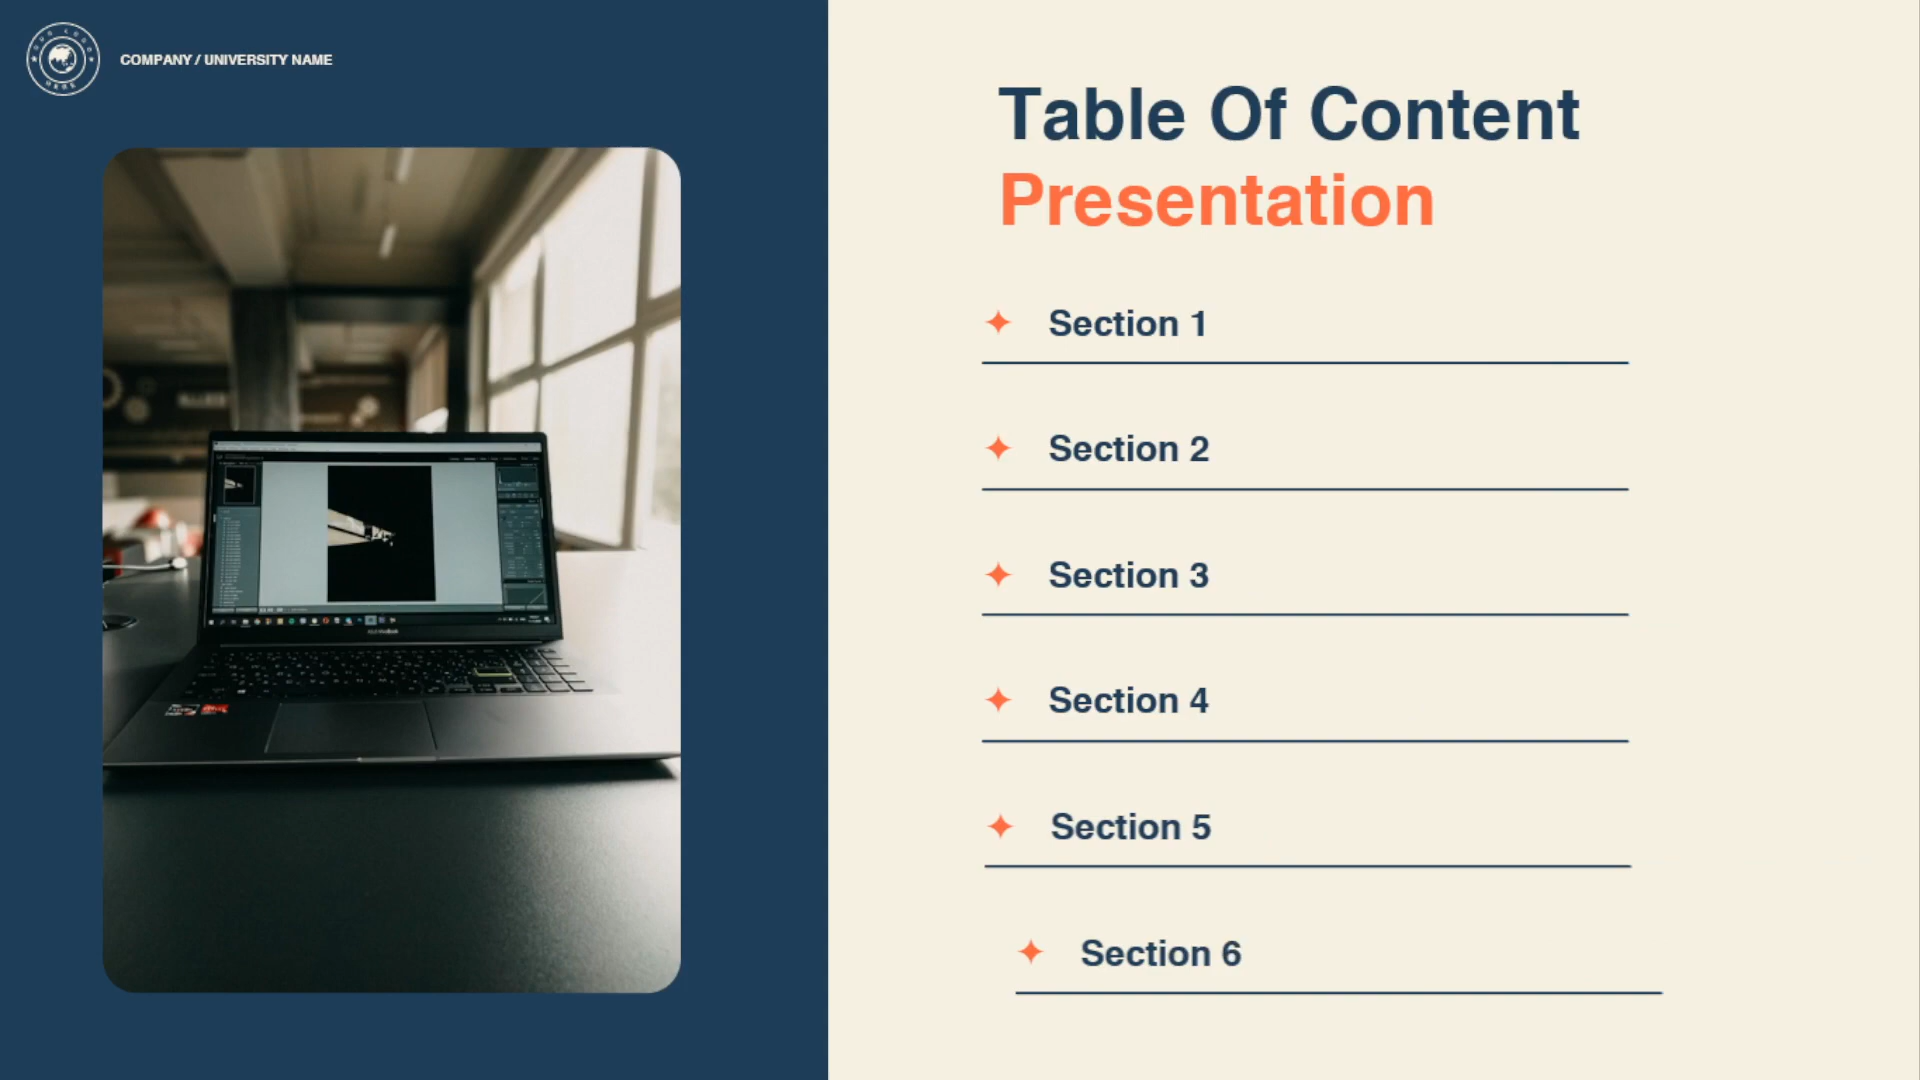 COMPANY / UNIVERSITY NAME
Table Of Content
Presentation
Section 1
Section 2
Section 3
Section 4
Section 5
Section 6